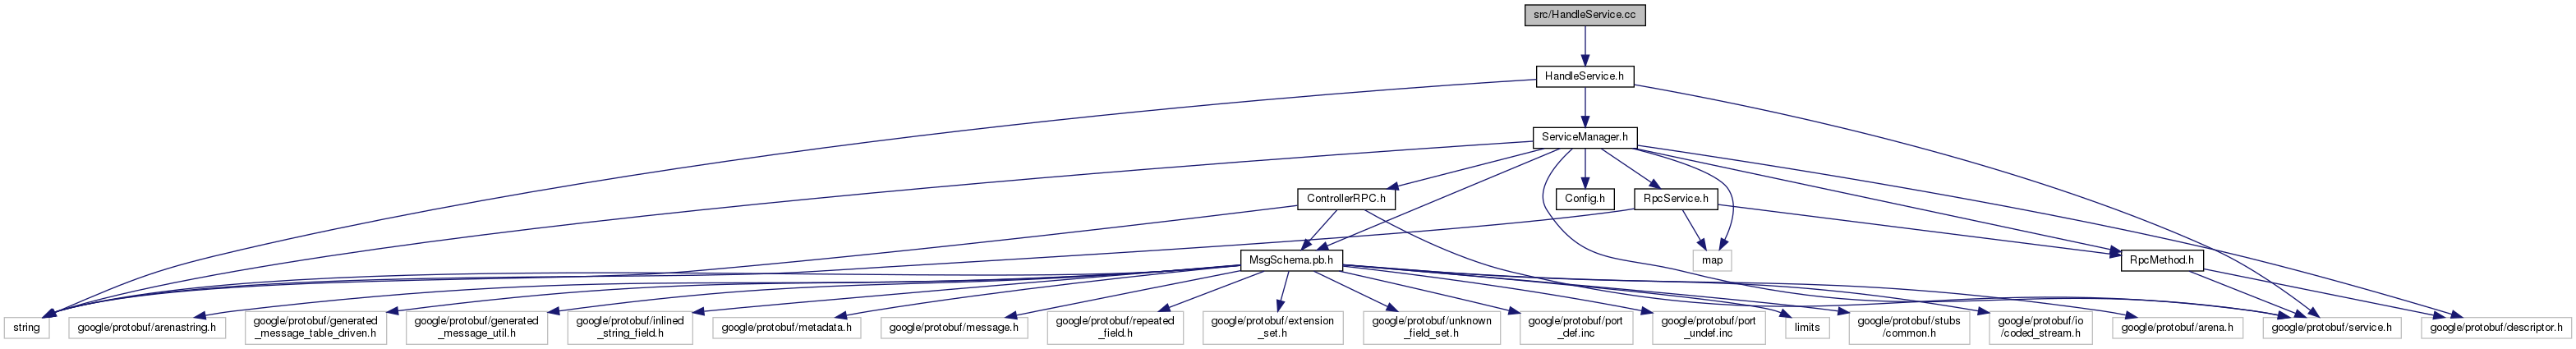 src/HandleService.cc
HandleService.h
ServiceManager.h
ControllerRPC.h
Config.h
RpcService.h
MsgSchema.pb.h
map
RpcMethod.h
string
google/protobuf/arenastring.h
google/protobuf/generated
_message_table_driven.h
google/protobuf/generated
_message_util.h
google/protobuf/inlined
_string_field.h
google/protobuf/metadata.h
google/protobuf/message.h
google/protobuf/repeated
_field.h
google/protobuf/extension
_set.h
google/protobuf/unknown
_field_set.h
google/protobuf/port
_def.inc
google/protobuf/port
_undef.inc
limits
google/protobuf/stubs
/common.h
google/protobuf/io
/coded_stream.h
google/protobuf/arena.h
google/protobuf/service.h
google/protobuf/descriptor.h